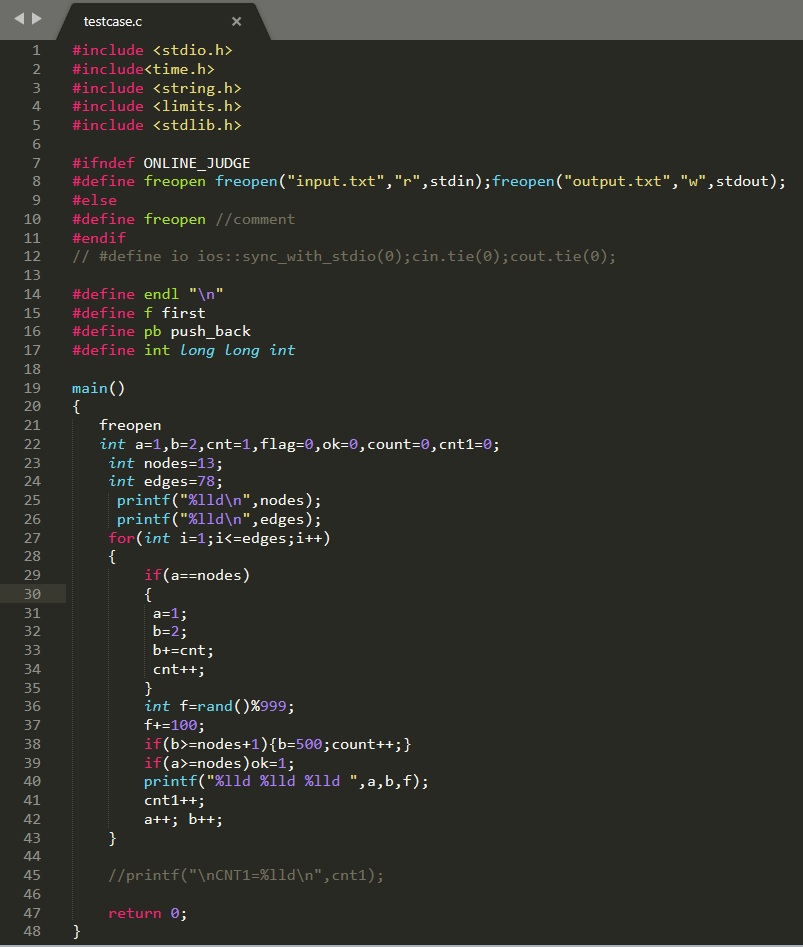 testcase.c ×
1 #include <stdio.h>
2 #include<time.h>
3 #include <string.h>
4 #include <limits.h>
5 #include <stdlib.h>
6
7 #ifndef ONLINE_JUDGE
8 #define freopen freopen("input.txt","r",stdin);freopen("output.txt","w",stdout);
9 #else
10 #define freopen //comment
11 #endif
12 // #define io ios::sync_with_stdio(0);cin.tie(0);cout.tie(0);
13
14 #define endl "\n"
15 #define f first
16 #define pb push_back
17 #define int long long int
18
19 main()
20 {
21 freopen
22 int a=1,b=2,cnt=1,flag=0,ok=0,count=0,cnt1=0;
23 int nodes=13;
24 int edges=78;
25 printf("%lld\n",nodes);
26 printf("%lld\n",edges);
27 for(int i=1;i<=edges;i++)
28 {
29 if(a==nodes)
30 {
31 a=1;
32 b=2;
33 b+=cnt;
34 cnt++;
35 }
36 int f=rand()%999;
37 f+=100;
38 if(b>=nodes+1){b=500;count++;}
39 if(a>=nodes)ok=1;
40 printf("%lld %lld %lld ",a,b,f);
41 cnt1++;
42 a++; b++;
43 }
44
45 //printf("\nCNT1=%lld\n",cnt1);
46
47 return 0;
48 }